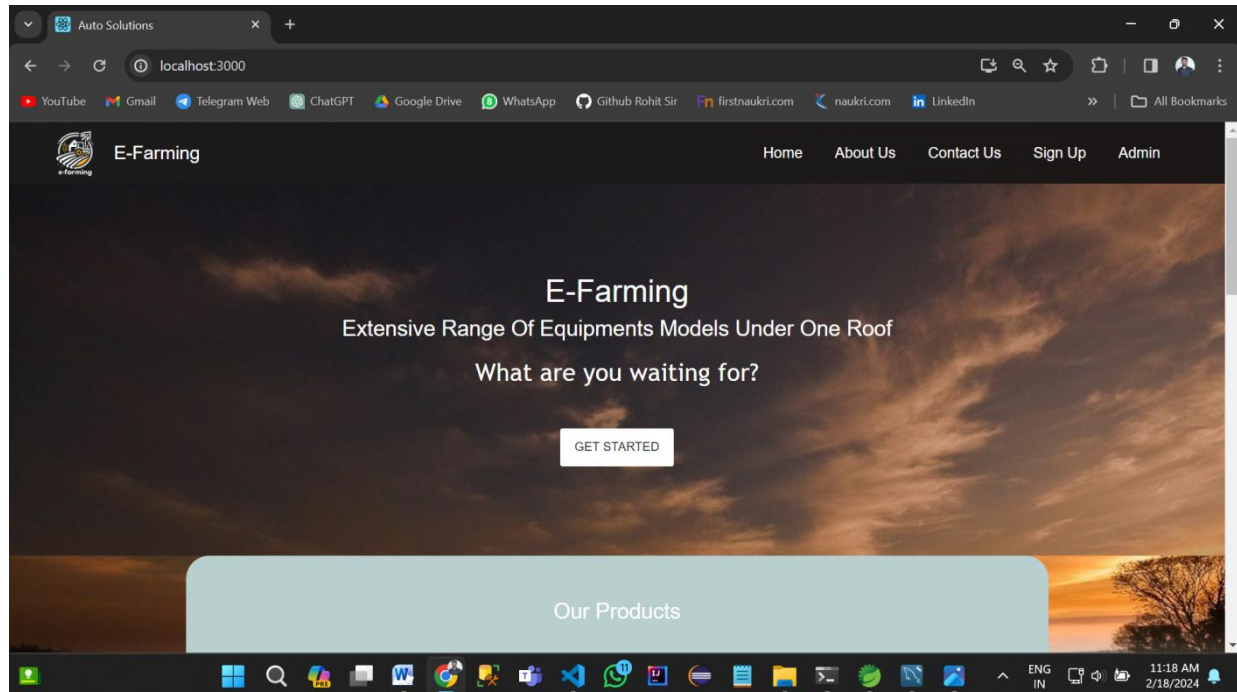 Auto Solutions
localhost:3000
YouTube Gmail Telegram Web ChatGPT Google Drive WhatsApp Github Rohit Sir firstnaukri.com naukri.com LinkedIn » All Bookmarks
e-farming
E-Farming Home About Us Contact Us Sign Up Admin
E-Farming
Extensive Range Of Equipments Models Under One Roof
What are you waiting for?
GET STARTED
Our Products
ENG
IN
11:18 AM
2/18/2024